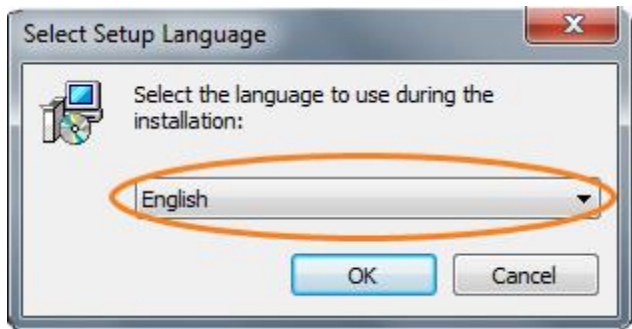 Select Setup Language
Select the language to use during the
installation:
English
OK
Cancel